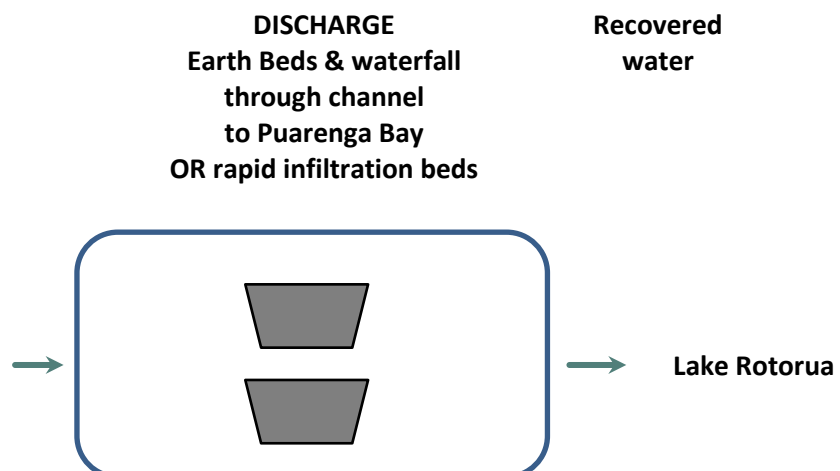 DISCHARGE
Earth Beds & waterfall
through channel
to Puarenga Bay
OR rapid infiltration beds
Recovered
water
Lake Rotorua